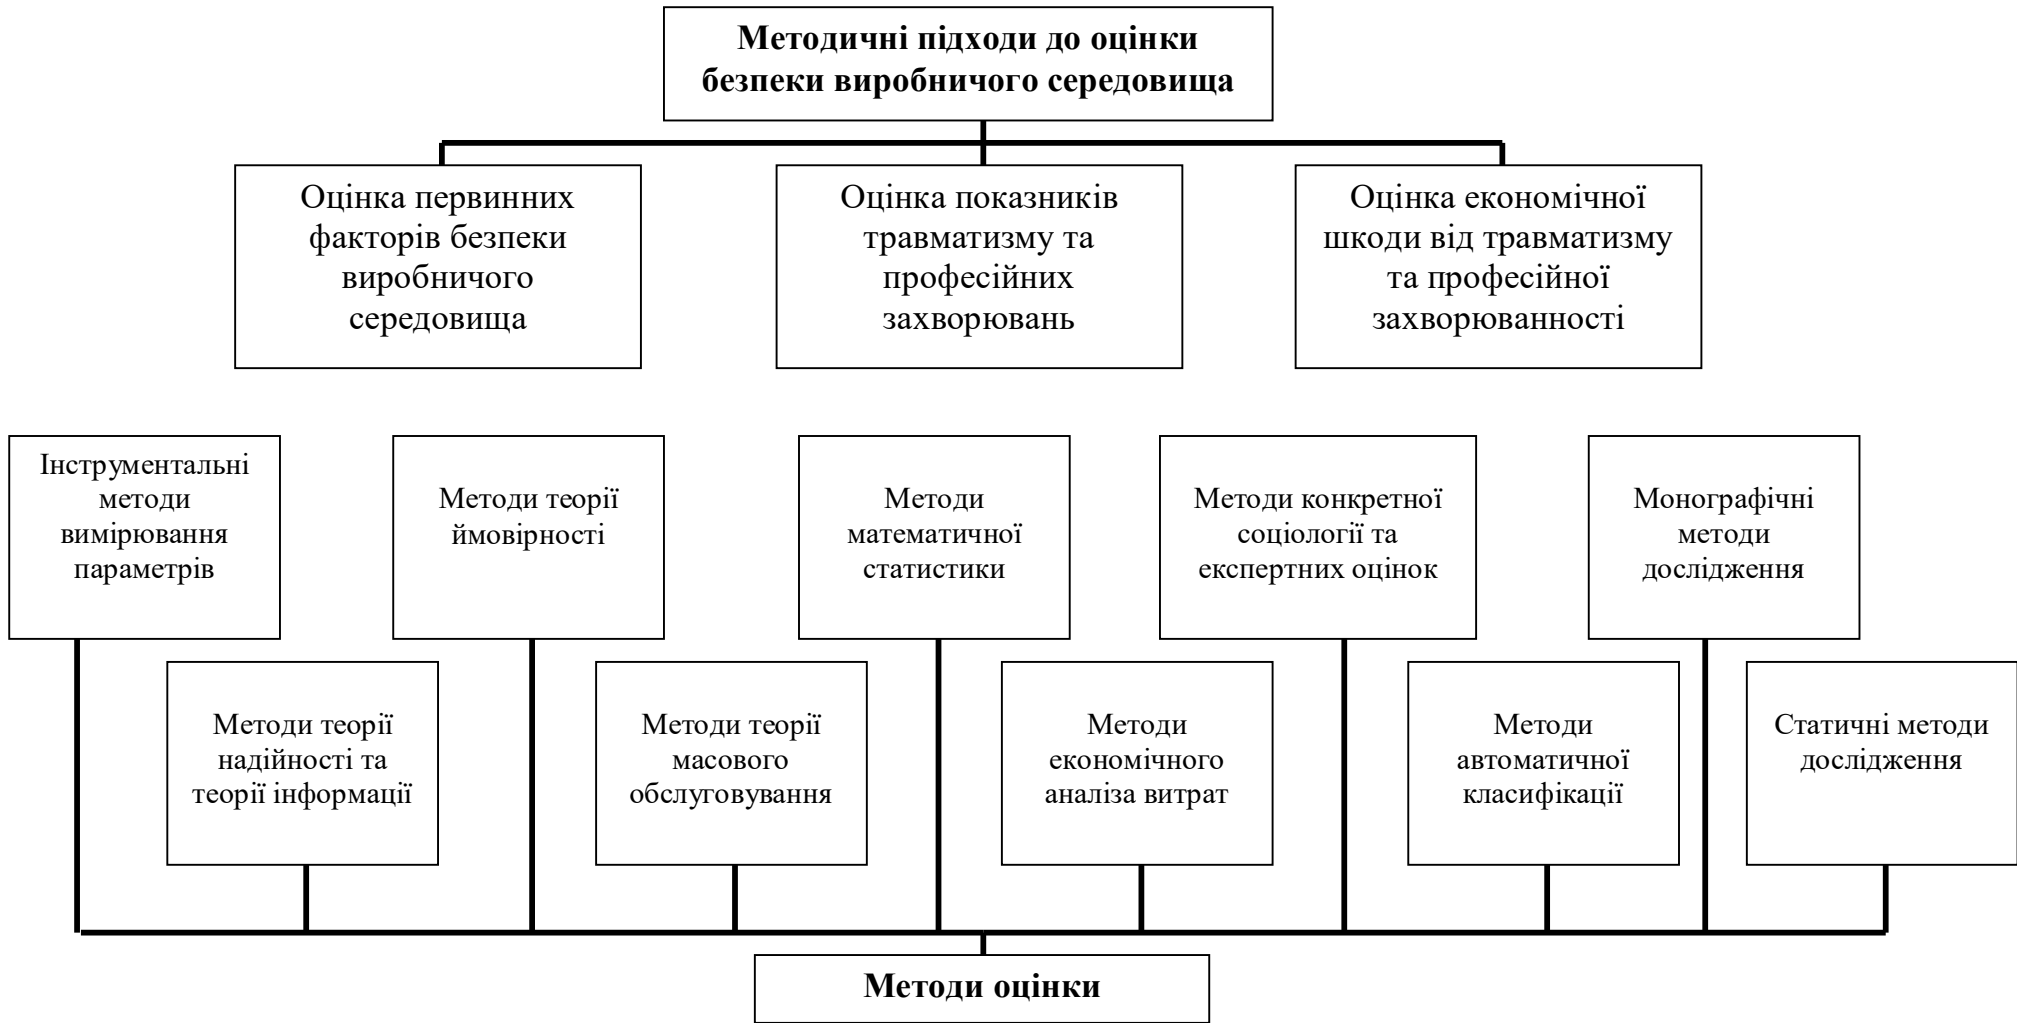 Методичні підходи до оцінки
безпеки виробничого середовища
Оцінка первинних
факторів безпеки
виробничого
середовища
Оцінка показників
травматизму та
професійних
захворювань
Оцінка економічної
шкоди від травматизму
та професійної
захворюванності
Інструментальні
методи
вимірювання
параметрів
Методи теорії
ймовірності
Методи
математичної
статистики
Методи конкретної
соціології та
експертних оцінок
Монографічні
методи
дослідження
Методи теорії
надійності та
теорії інформації
Методи теорії
масового
обслуговування
Методи
економічного
аналіза витрат
Методи
автоматичної
класифікації
Статичні методи
дослідження
Методи оцінки